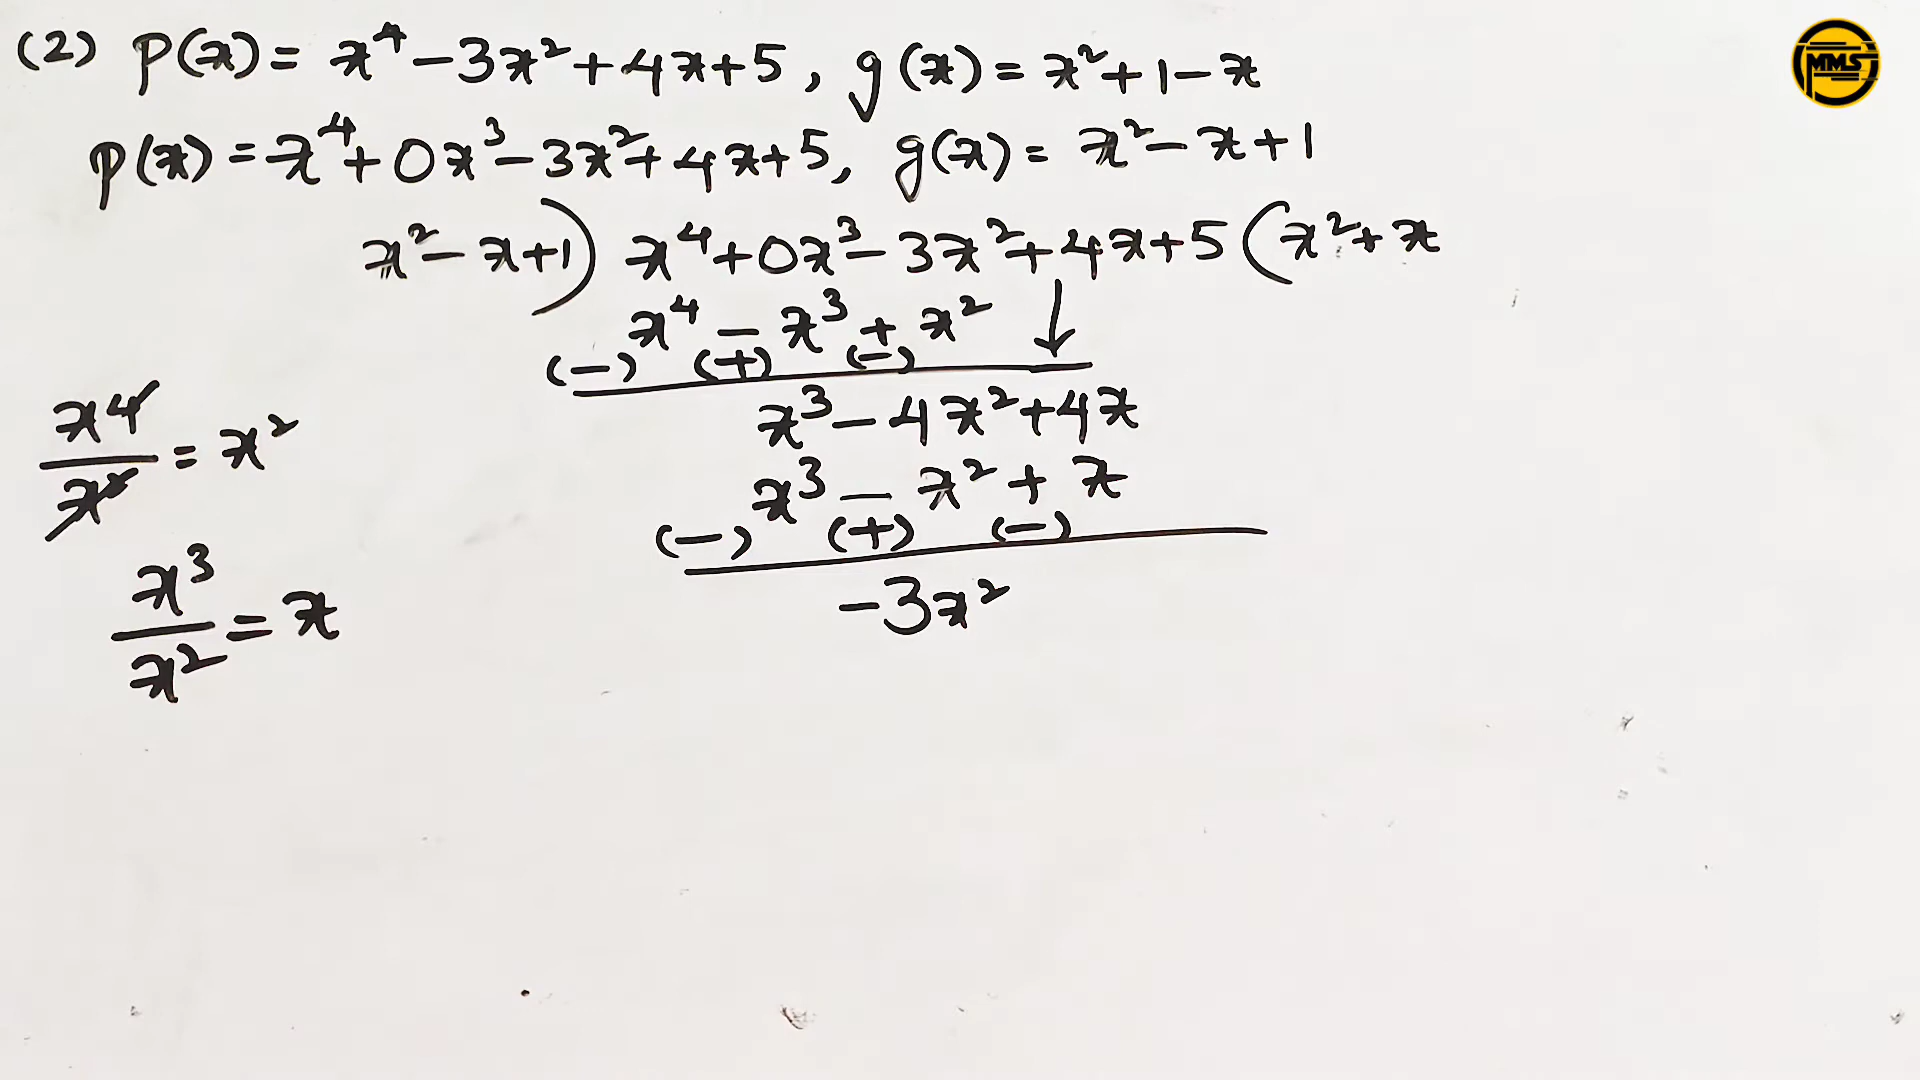 (2) p(x) = x⁴ - 3x² + 4x + 5, g(x) = x² + 1 - x
p(x) = x⁴ + 0x³ - 3x² + 4x + 5, g(x) = x² - x + 1
x² - x + 1) x⁴ + 0x³ - 3x² + 4x + 5 (x² + x
x⁴ - x³ + x²
(-) (+) (-)
x³ - 4x² + 4x
x³ - x² + x
(-) (+) (-)
-3x²
x⁴/x² = x²
x³/x² = x
MMS